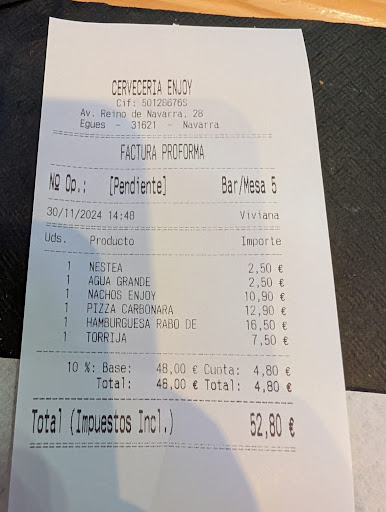 CERVECERIA ENJOY
Cif: 50128676S
Av. Reino de Navarra, 28
Egues - 31621 - Navarra
FACTURA PROFORMA
Nº Op.: [Pendiente] Bar/Mesa 5
30/11/2024 14:48 Viviana
Uds. Producto Importe
1 NESTEA 2,50 €
1 AGUA GRANDE 2,50 €
1 NACHOS ENJOY 10,90 €
1 PIZZA CARBONARA 12,90 €
1 HAMBURGUESA RABO DE 16,50 €
1 TORRIJA 7,50 €
10 %: Base: 48,00 € Cuota: 4,80 €
Total: 48,00 € Total: 4,80 €
Total (Impuestos Incl.) 52,80 €